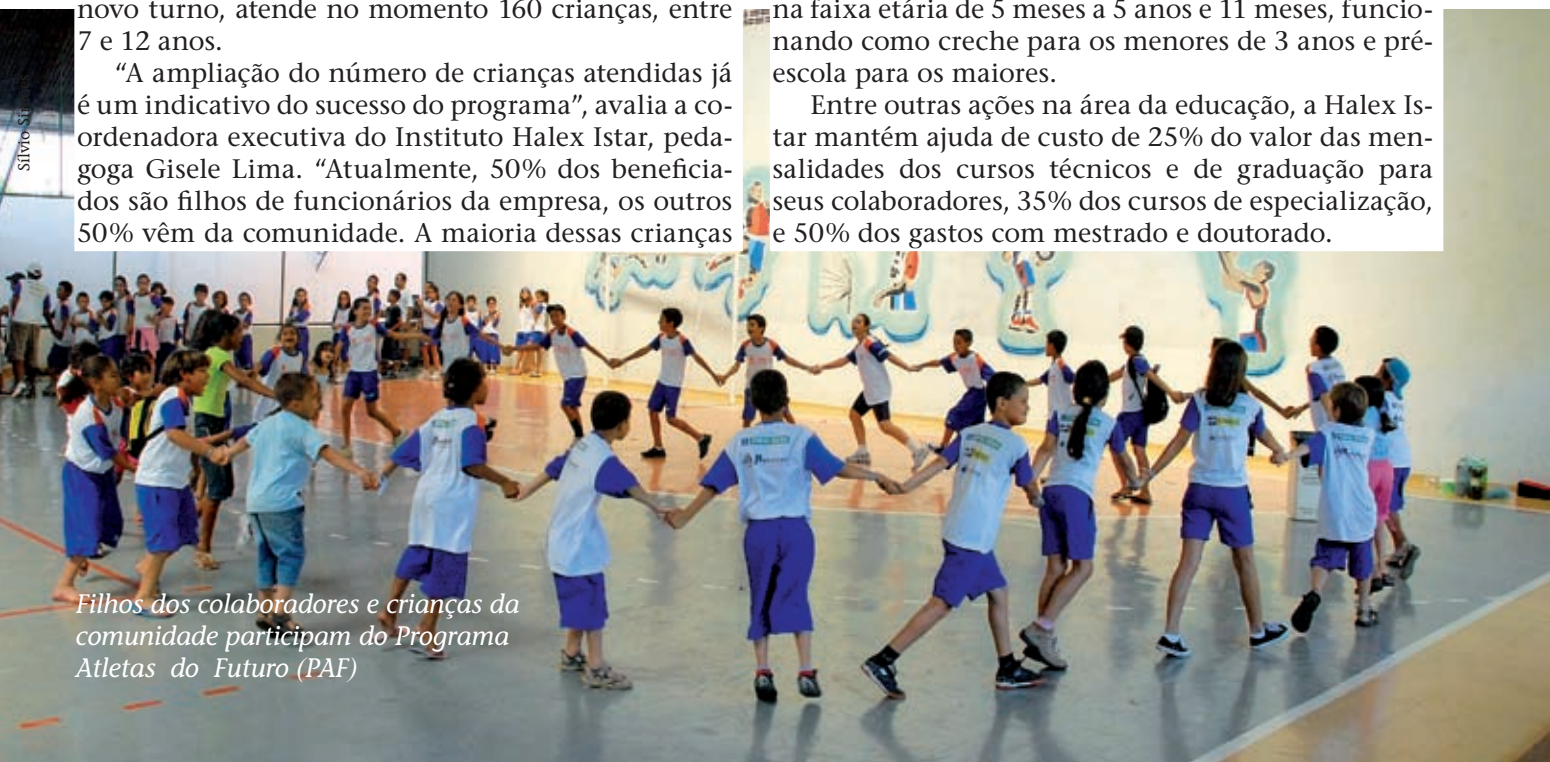 novo turno, atende no momento 160 crianças, entre
7 e 12 anos.
“A ampliação do número de crianças atendidas já
é um indicativo do sucesso do programa”, avalia a co-
ordenadora executiva do Instituto Halex Istar, peda-
goga Gisele Lima. “Atualmente, 50% dos beneficia-
dos são filhos de funcionários da empresa, os outros
50% vêm da comunidade. A maioria dessas crianças
na faixa etária de 5 meses a 5 anos e 11 meses, funcio-
nando como creche para os menores de 3 anos e pré-
escola para os maiores.
Entre outras ações na área da educação, a Halex Is-
tar mantém ajuda de custo de 25% do valor das men-
salidades dos cursos técnicos e de graduação para
seus colaboradores, 35% dos cursos de especialização,
e 50% dos gastos com mestrado e doutorado.
Sílvio
Filhos dos colaboradores e crianças da
comunidade participam do Programa
Atletas do Futuro (PAF)